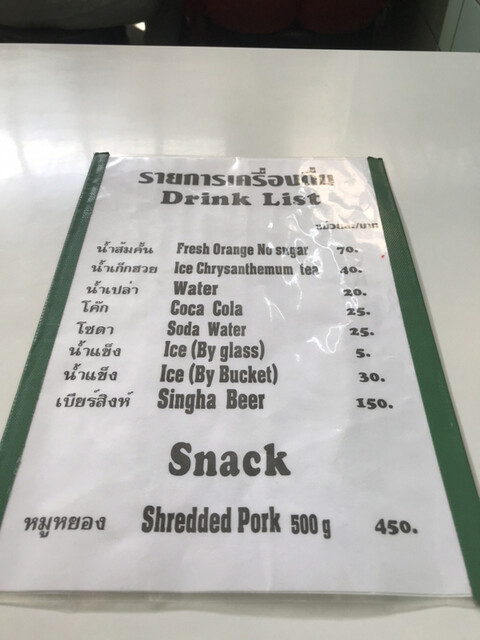 รายการเครื่องดื่ม
Drink List
น้ำส้มคั้น Fresh Orange No sugar 70.
น้ำเก๊กฮวย Ice Chrysanthemum tea 40.
น้ำเปล่า Water 20.
โค๊ก Coca Cola 25.
โซดา Soda Water 25.
น้ำแข็ง Ice (By glass) 5.
น้ำแข็ง Ice (By Bucket) 30.
เบียร์สิงห์ Singha Beer 150.
Snack
หมูหยอง Shredded Pork 500 g 450.